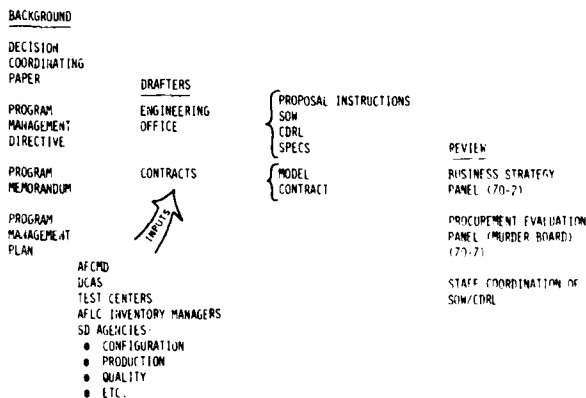 BACKGROUND
DECISION
COORDINATING
PAPER
PROGRAM
MANAGEMENT
DIRECTIVE
PROGRAM
MEMORANDUM
PROGRAM
MANAGEMENT
PLAN
DRAFTERS
ENGINEERING
OFFICE
CONTRACTS
INPUTS
AFCMD
DCAS
TEST CENTERS
AFLC INVENTORY MANAGERS
SD AGENCIES
● CONFIGURATION
● PRODUCTION
● QUALITY
● ETC.
PROPOSAL INSTRUCTIONS
SOW
CDRL
SPECS
MODEL
CONTRACT
REVIEW
BUSINESS STRATEGY
PANEL (70-2)
PROCUREMENT EVALUATION
PANEL (MURDER BOARD)
(70-7)
STAFF COORDINATION OF
SOW/CDRL